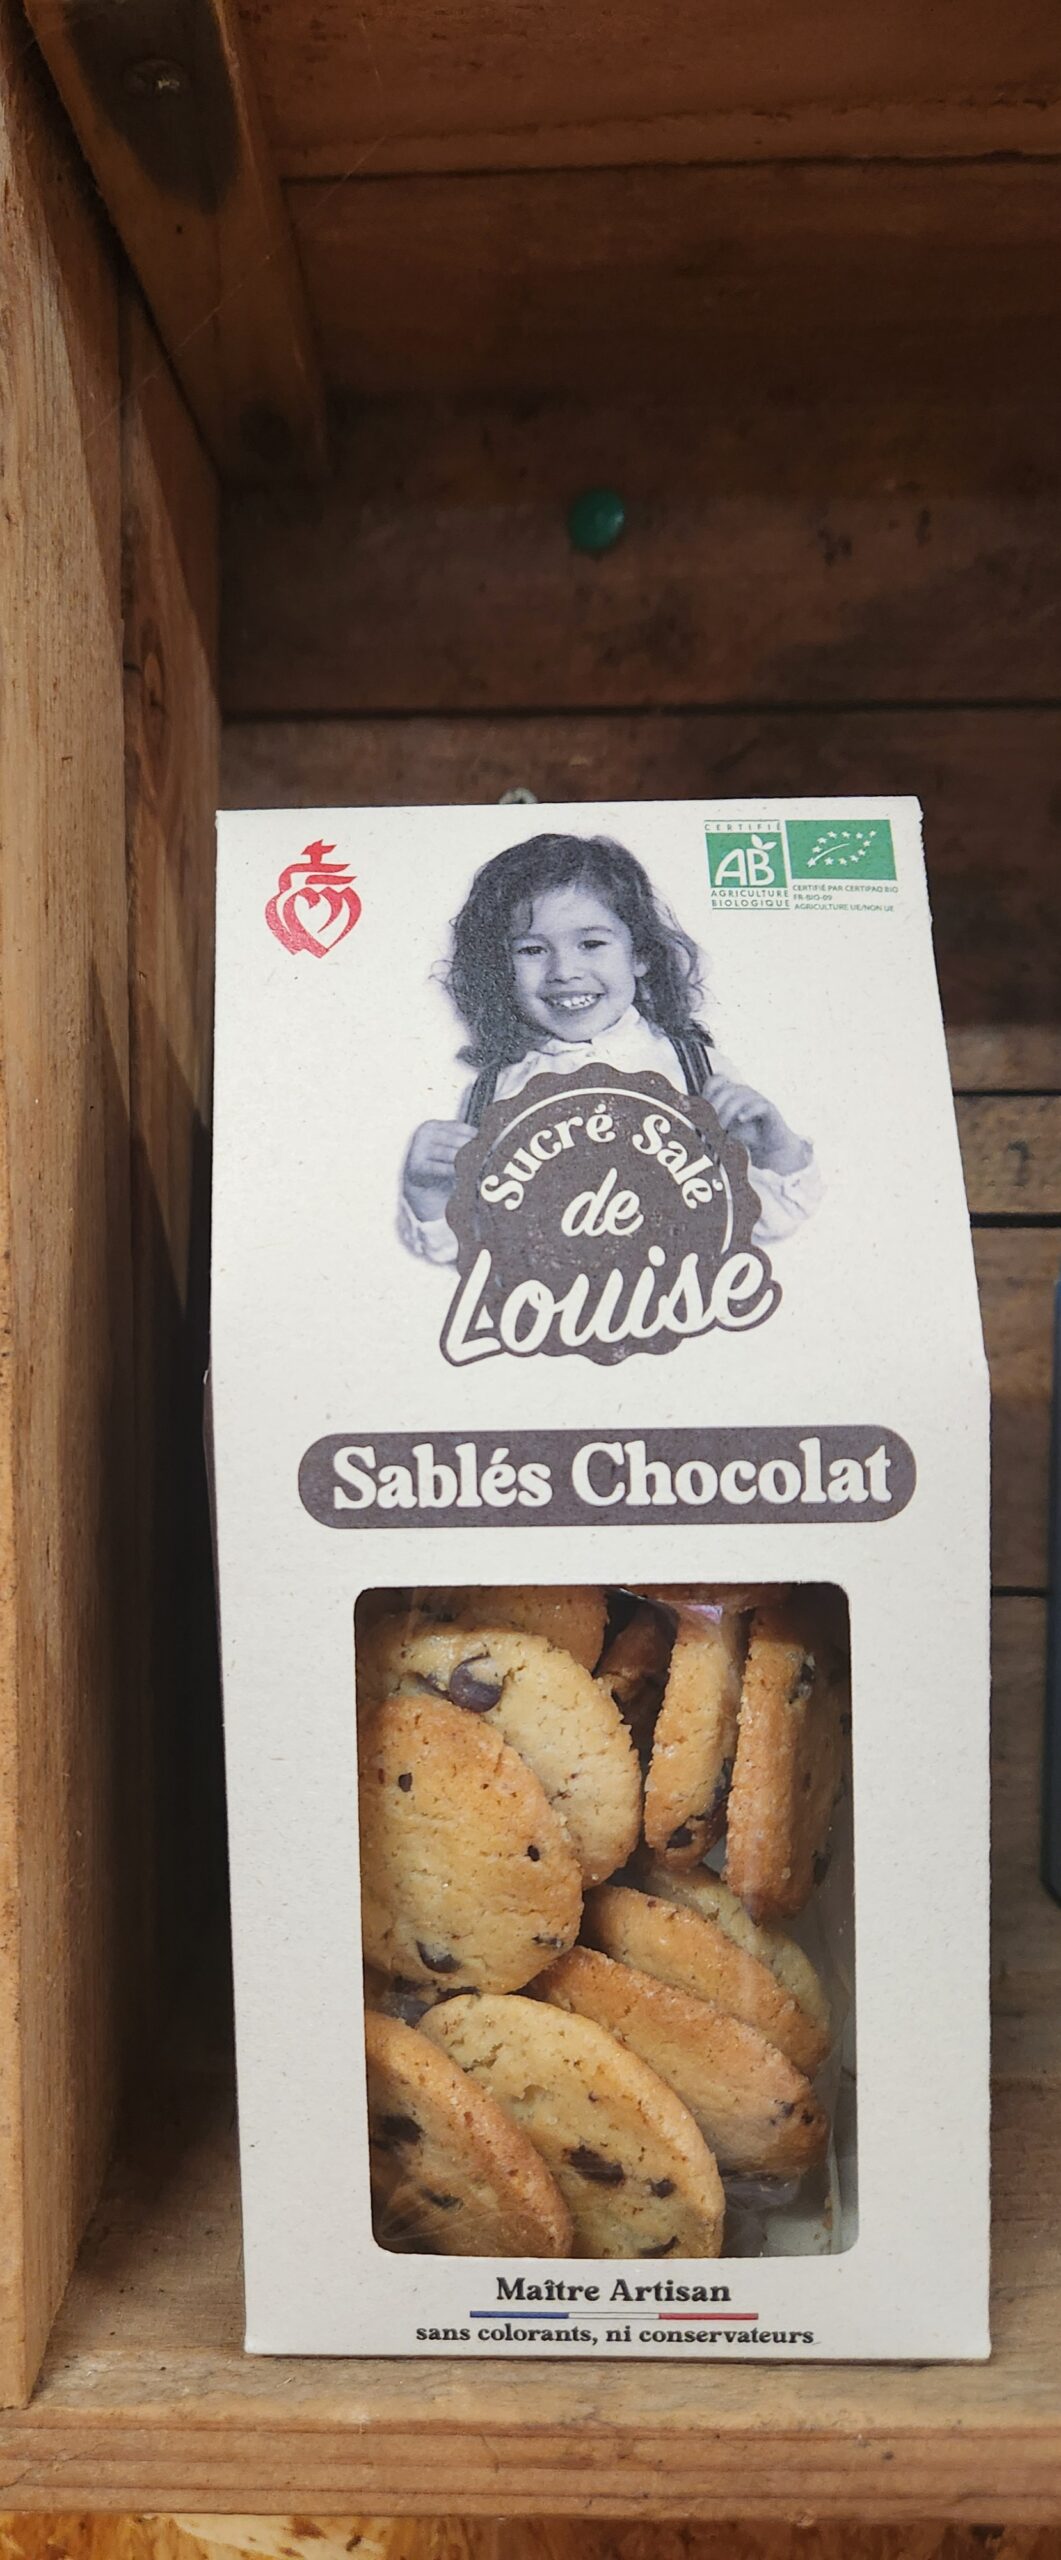 CERTIFIÉ
AB
AGRICULTURE
BIOLOGIQUE
CERTIFIÉ PAR CERTIPAQ BIO
FR-BIO-09
AGRICULTURE UE/NON UE
Sucré Salé
de
Louise
Sablés Chocolat
Maître Artisan
sans colorants, ni conservateurs